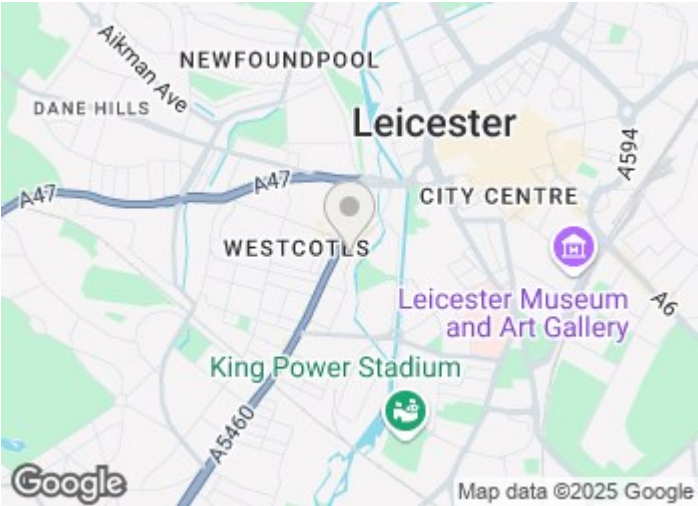 Aikman Ave
NEWFOUNDPOOL
DANE HILLS
Leicester
A594
A47
A47
CITY CENTRE
WESTCOTES
Leicester Museum
and Art Gallery
A6
King Power Stadium
A5460
Google
Map data ©2025 Google